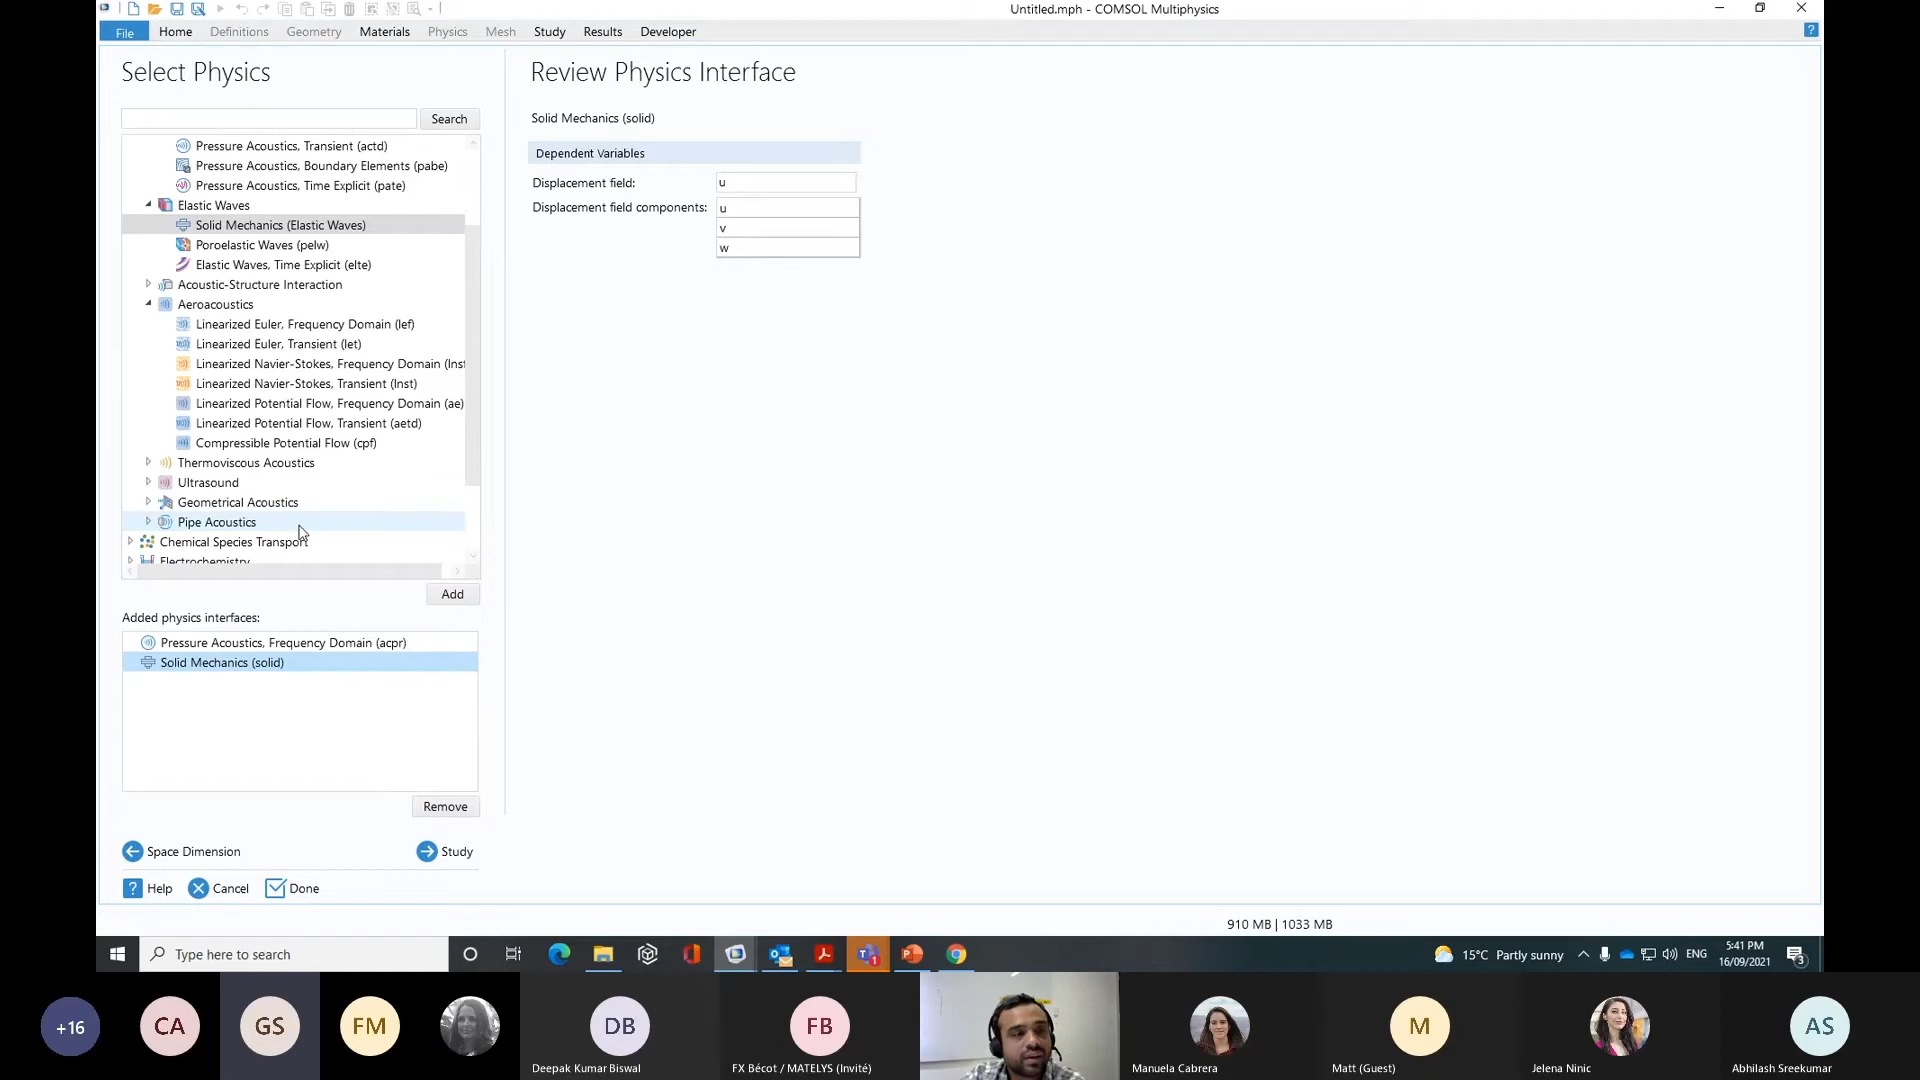 Untitled.mph - COMSOL Multiphysics
File Home Definitions Geometry Materials Physics Mesh Study Results Developer
Select Physics
Search
Pressure Acoustics, Transient (actd)
Pressure Acoustics, Boundary Elements (pabe)
Pressure Acoustics, Time Explicit (pate)
Elastic Waves
Solid Mechanics (Elastic Waves)
Poroelastic Waves (pelw)
Elastic Waves, Time Explicit (elte)
Acoustic-Structure Interaction
Aeroacoustics
Linearized Euler, Frequency Domain (lef)
Linearized Euler, Transient (let)
Linearized Navier-Stokes, Frequency Domain (lnsf
Linearized Navier-Stokes, Transient (lnst)
Linearized Potential Flow, Frequency Domain (ae)
Linearized Potential Flow, Transient (aetd)
Compressible Potential Flow (cpf)
Thermoviscous Acoustics
Ultrasound
Geometrical Acoustics
Pipe Acoustics
Chemical Species Transport
Electrochemistry
Add
Added physics interfaces:
Pressure Acoustics, Frequency Domain (acpr)
Solid Mechanics (solid)
Remove
Space Dimension
Study
? Help
Cancel
Done
Review Physics Interface
Solid Mechanics (solid)
Dependent Variables
Displacement field: u
Displacement field components: u
v
w
910 MB | 1033 MB
Type here to search
15°C Partly sunny
ENG
5:41 PM
16/09/2021
3
+16
CA
GS
FM
DB
Deepak Kumar Biswal
FB
FX Bécot / MATELYS (Invité)
Manuela Cabrera
M
Matt (Guest)
Jelena Ninic
AS
Abhilash Sreekumar